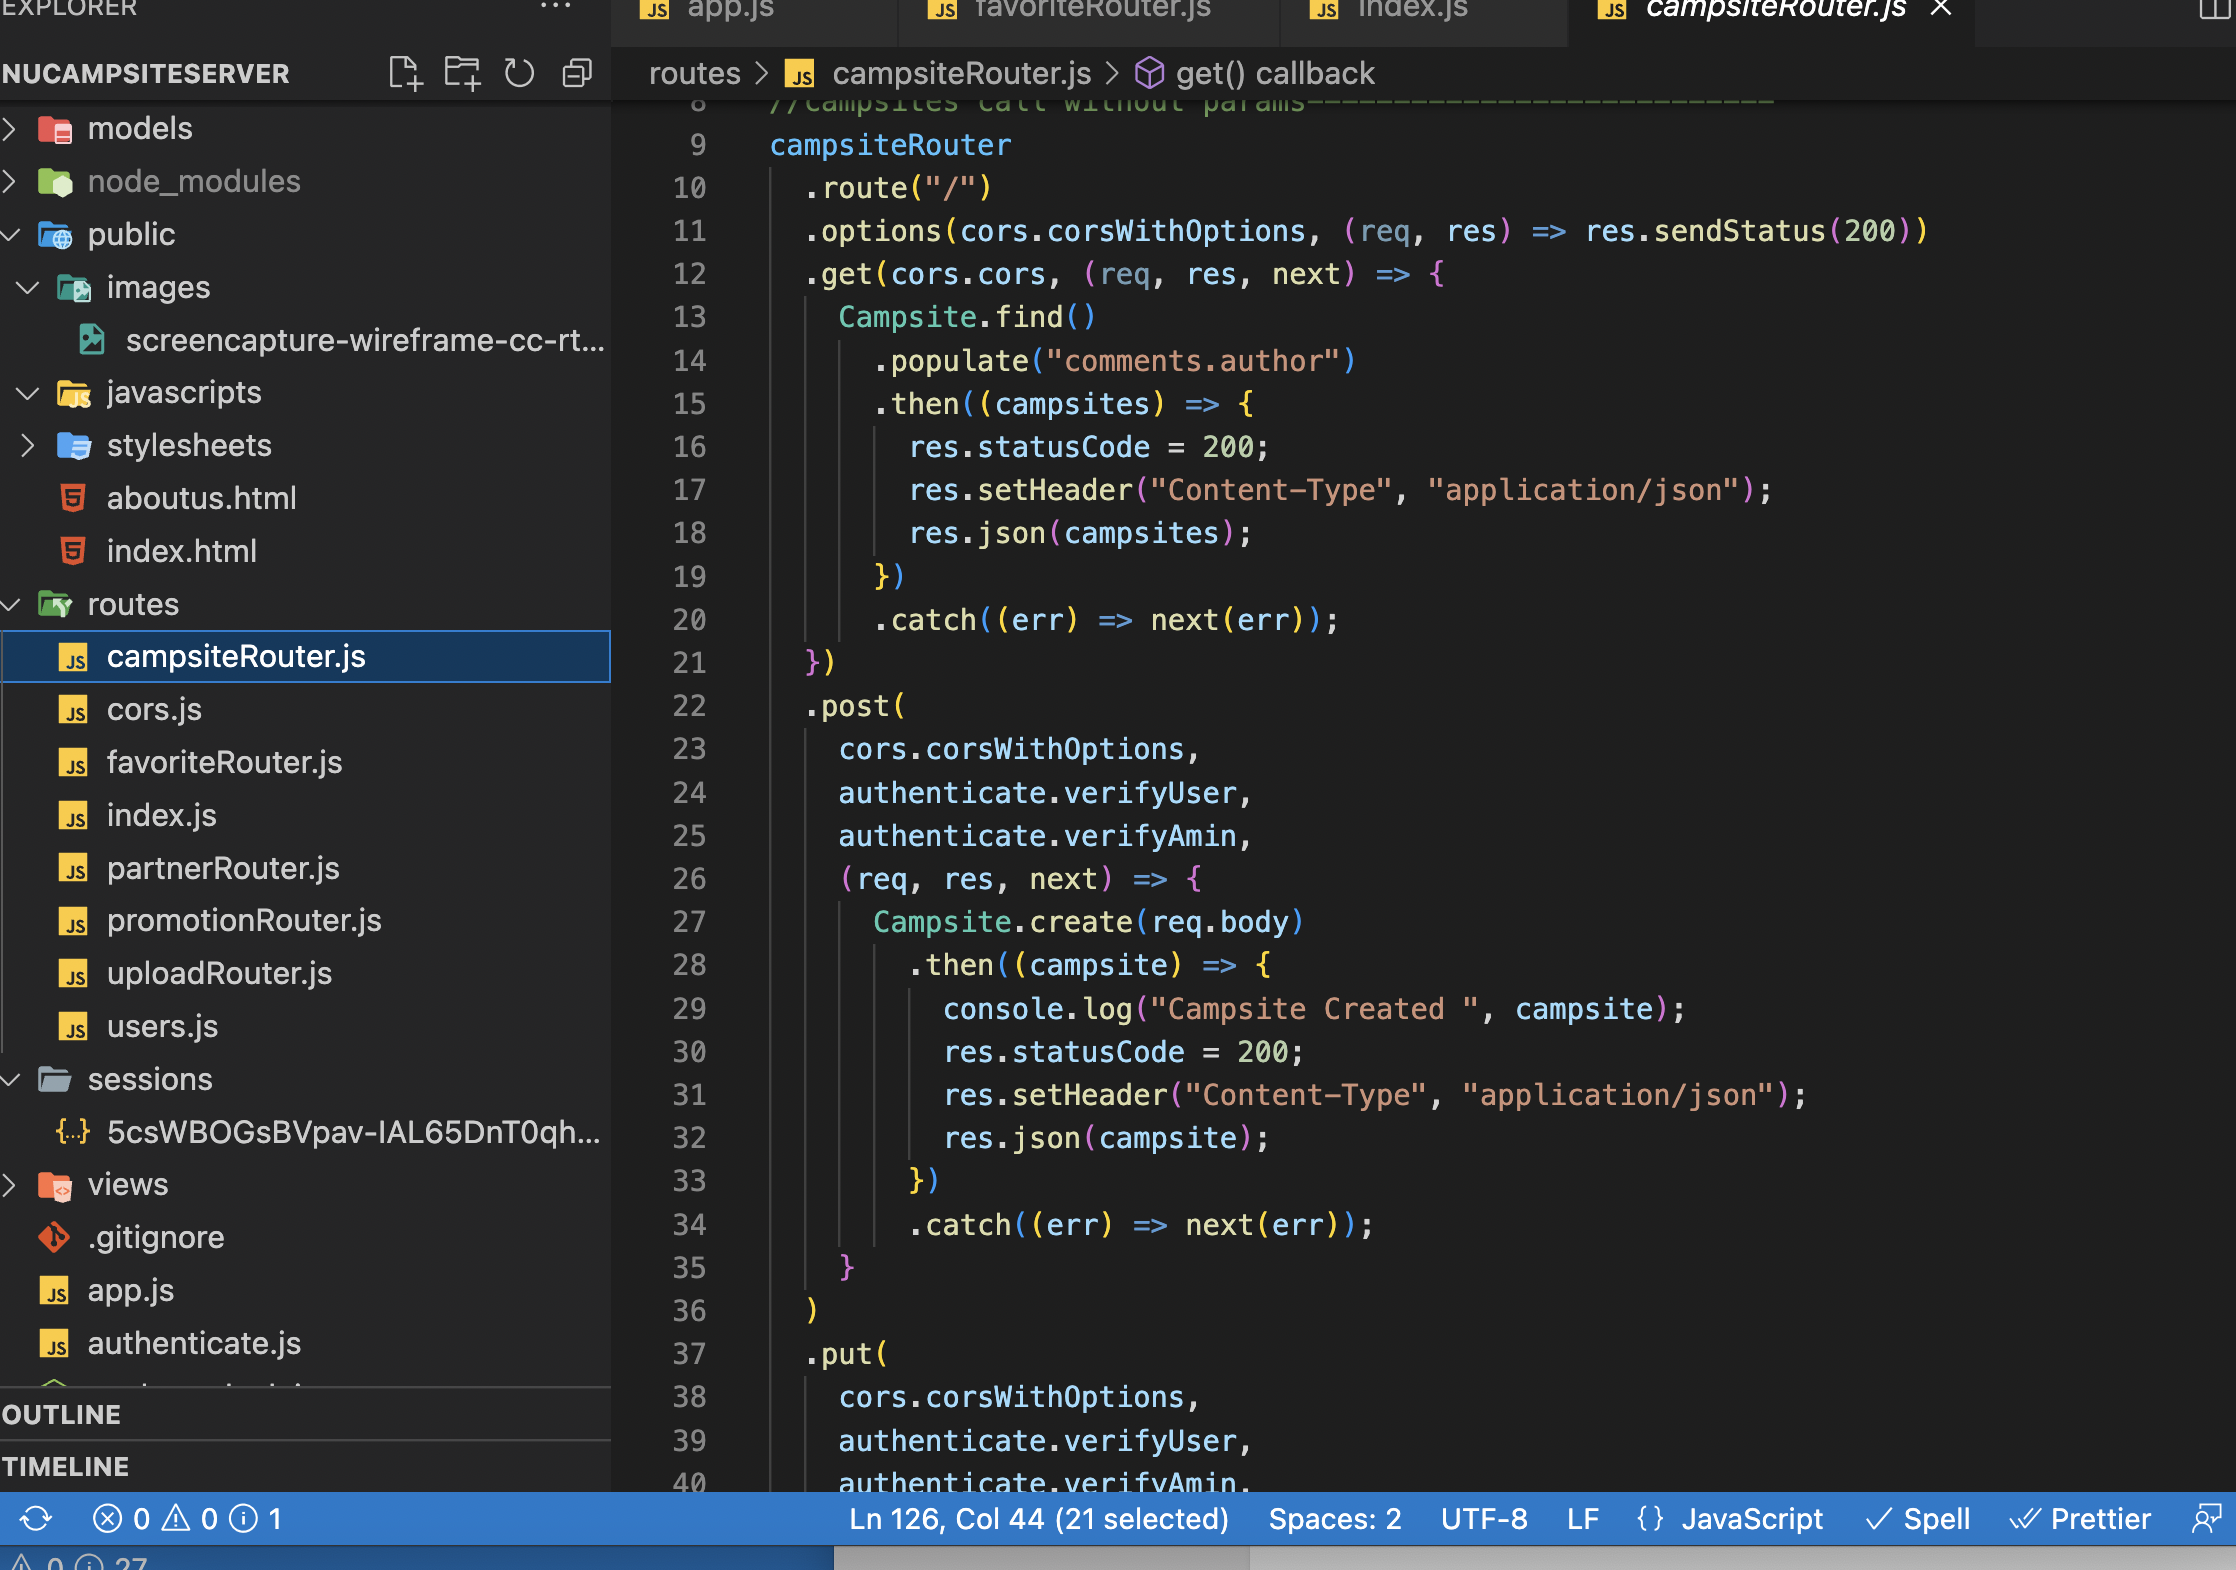 EXPLORER
NUCAMPSITESERVER
models
node_modules
public
images
screencapture-wireframe-cc-rt...
javascripts
stylesheets
aboutus.html
index.html
routes
campsiteRouter.js
cors.js
favoriteRouter.js
index.js
partnerRouter.js
promotionRouter.js
uploadRouter.js
users.js
sessions
5csWBOGsBVpav-IAL65DnT0qh...
views
.gitignore
app.js
authenticate.js
OUTLINE
TIMELINE
app.js favoriteRouter.js index.js campsiteRouter.js
routes > campsiteRouter.js > get() callback
8 //campsites call without params---------------------------
9 campsiteRouter
10 .route("/")
11 .options(cors.corsWithOptions, (req, res) => res.sendStatus(200))
12 .get(cors.cors, (req, res, next) => {
13 Campsite.find()
14 .populate("comments.author")
15 .then((campsites) => {
16 res.statusCode = 200;
17 res.setHeader("Content-Type", "application/json");
18 res.json(campsites);
19 })
20 .catch((err) => next(err));
21 })
22 .post(
23 cors.corsWithOptions,
24 authenticate.verifyUser,
25 authenticate.verifyAmin,
26 (req, res, next) => {
27 Campsite.create(req.body)
28 .then((campsite) => {
29 console.log("Campsite Created ", campsite);
30 res.statusCode = 200;
31 res.setHeader("Content-Type", "application/json");
32 res.json(campsite);
33 })
34 .catch((err) => next(err));
35 }
36 )
37 .put(
38 cors.corsWithOptions,
39 authenticate.verifyUser,
40 authenticate.verifyAmin,
0 0 1 Ln 126, Col 44 (21 selected) Spaces: 2 UTF-8 LF {} JavaScript Spell Prettier
0 27